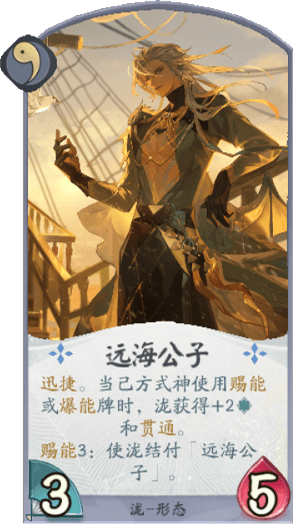 远海公子
迅捷。当己方式神使用赐能
或爆能牌时，泷获得+2
和贯通。
赐能3：使泷结付「远海公
子」。
3
泷-形态
5